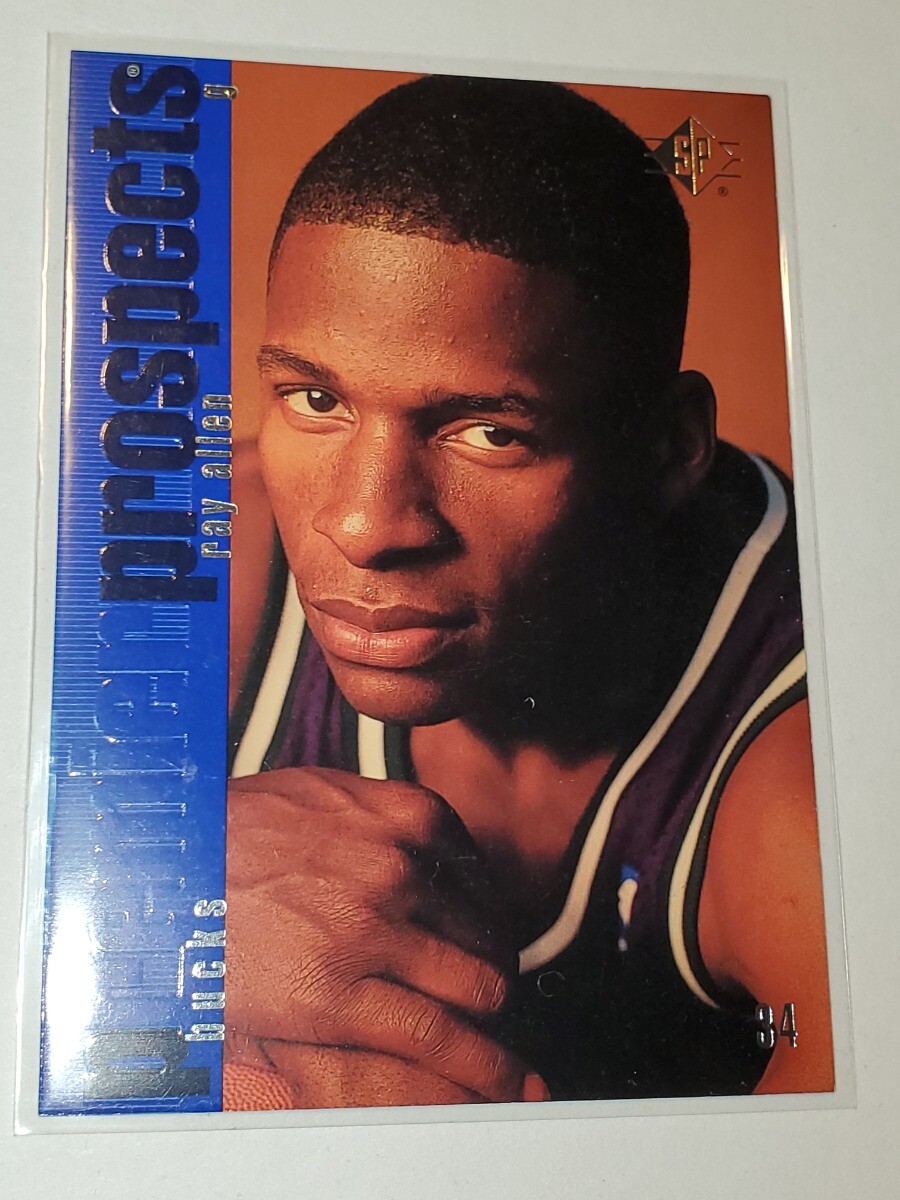 premier prospects®
g
ray allen
bucks
SP
®
34